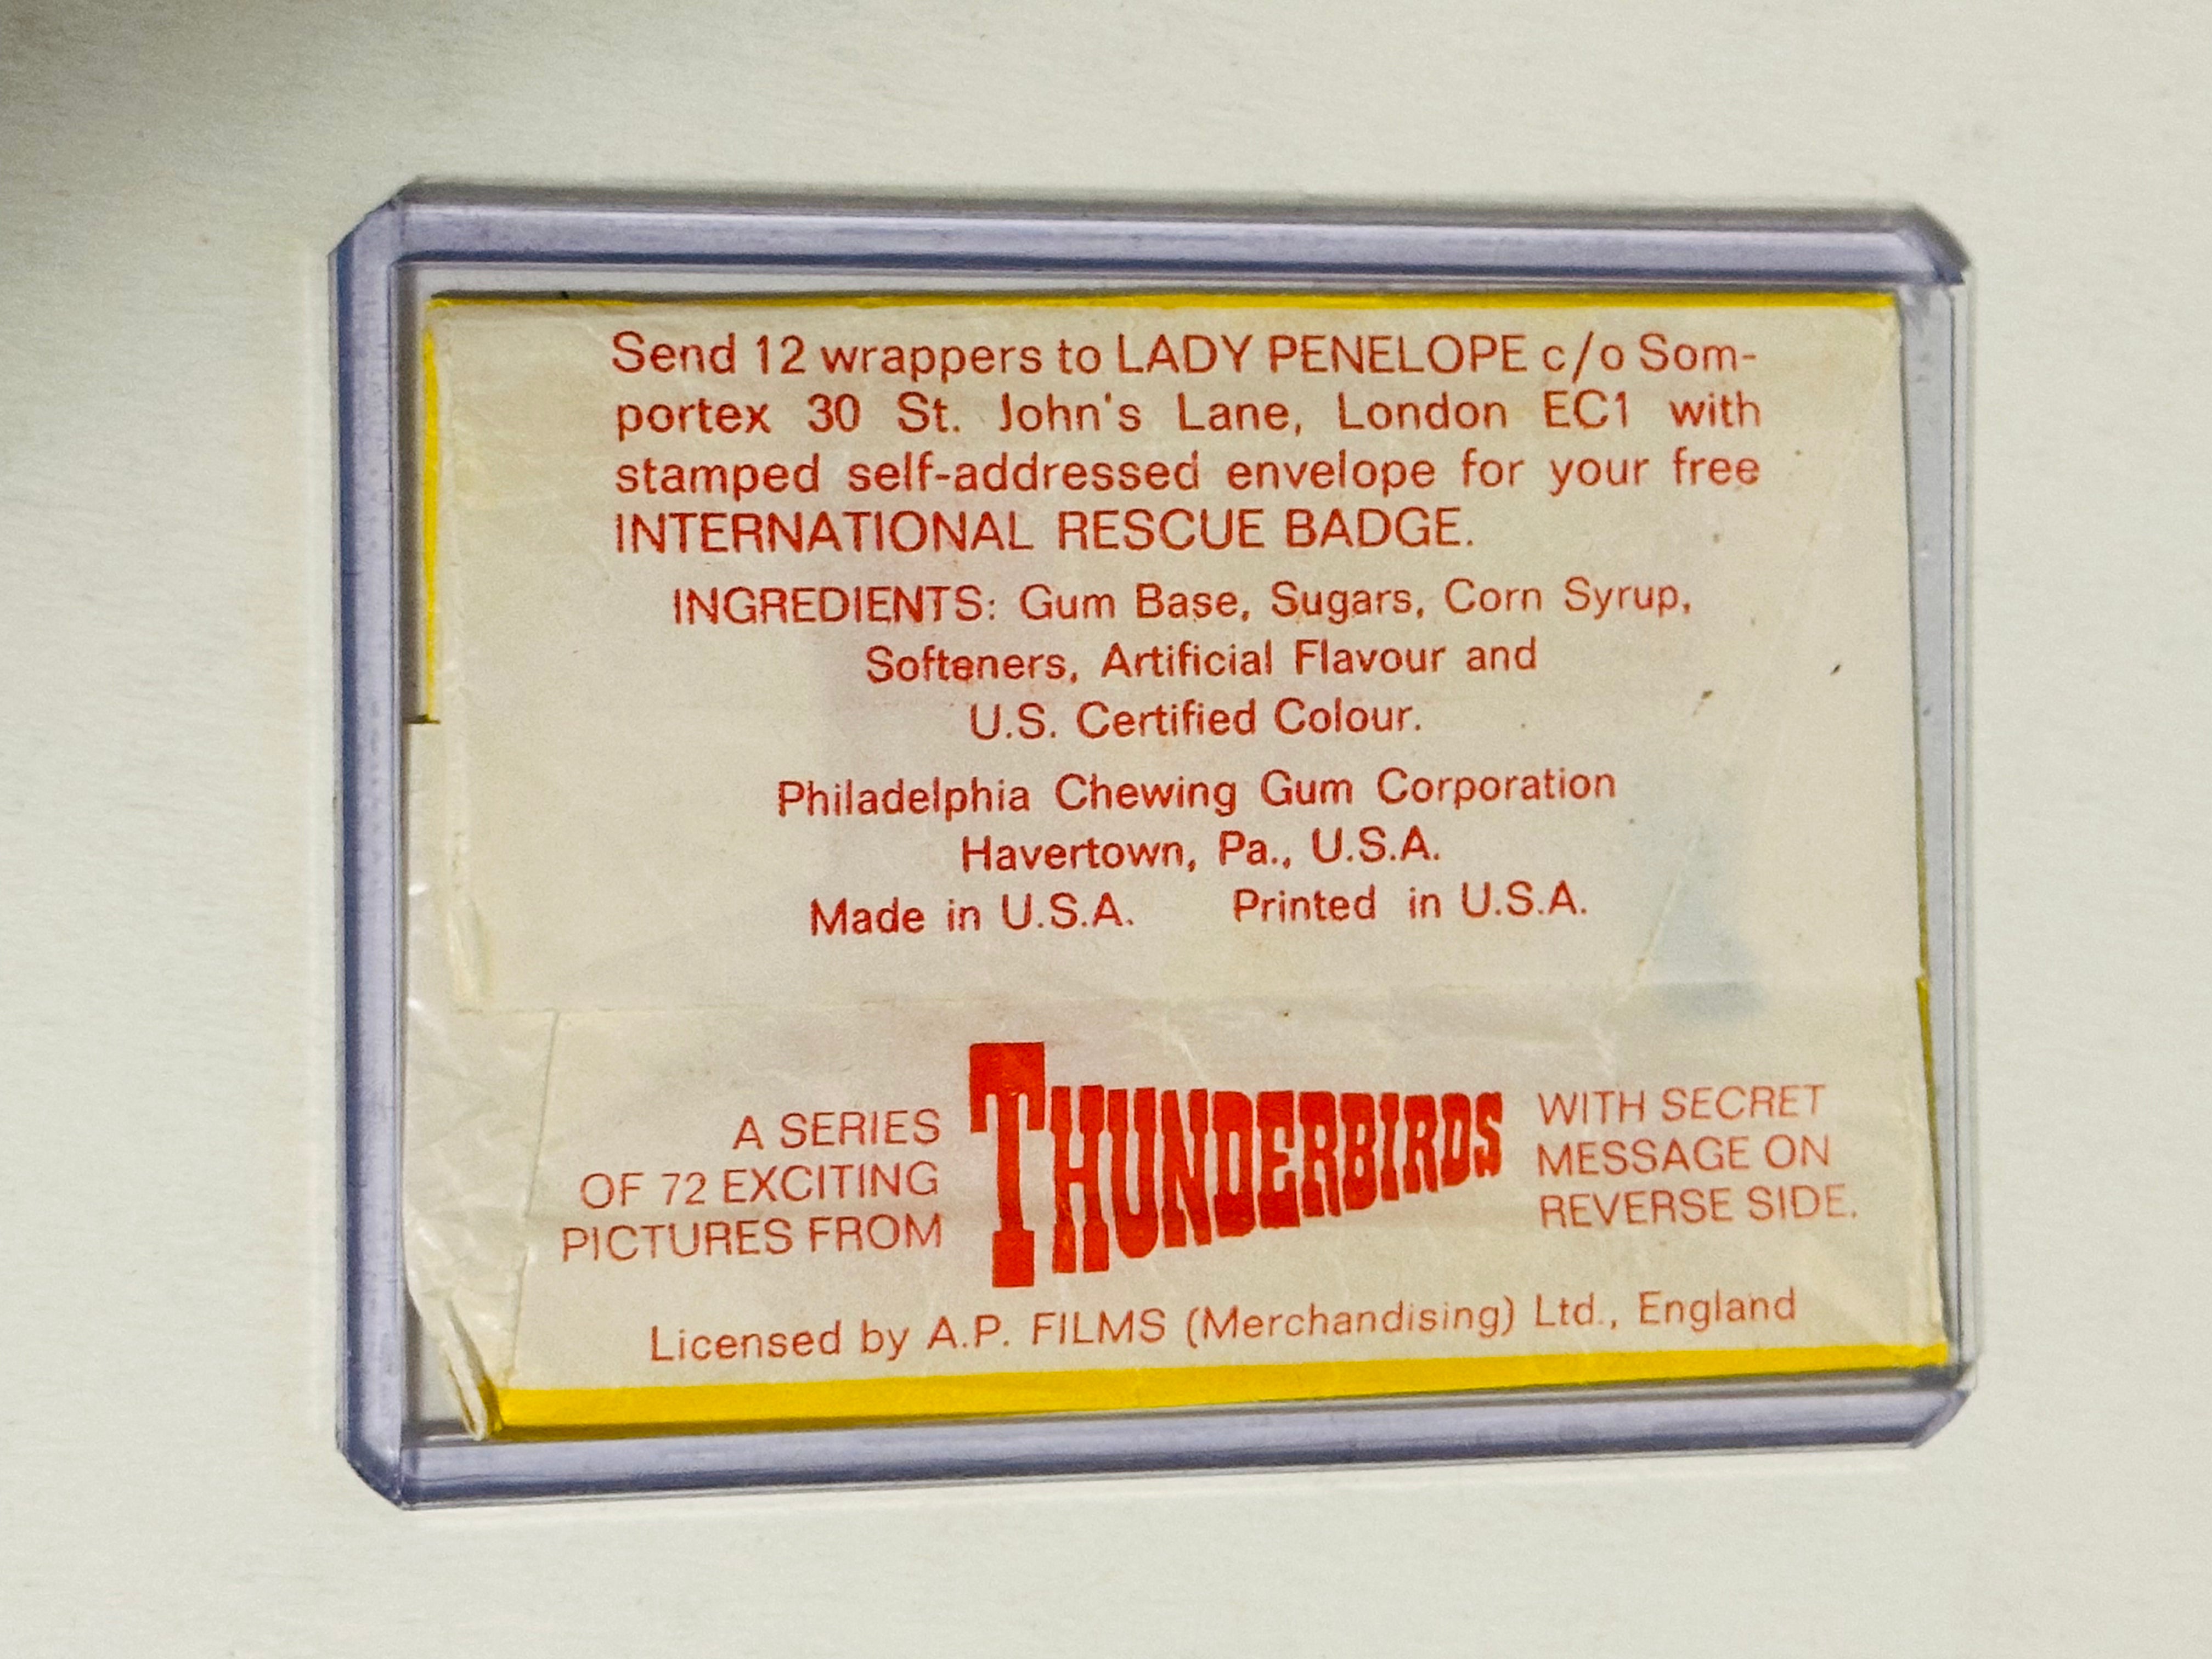 Send 12 wrappers to LADY PENELOPE c/o Som-
portex 30 St. John's Lane, London EC1 with
stamped self-addressed envelope for your free
INTERNATIONAL RESCUE BADGE.
INGREDIENTS: Gum Base, Sugars, Corn Syrup,
Softeners, Artificial Flavour and
U.S. Certified Colour.
Philadelphia Chewing Gum Corporation
Havertown, Pa., U.S.A.
Made in U.S.A. Printed in U.S.A.
A SERIES
OF 72 EXCITING
PICTURES FROM
THUNDERBIRDS
WITH SECRET
MESSAGE ON
REVERSE SIDE.
Licensed by A.P. FILMS (Merchandising) Ltd., England